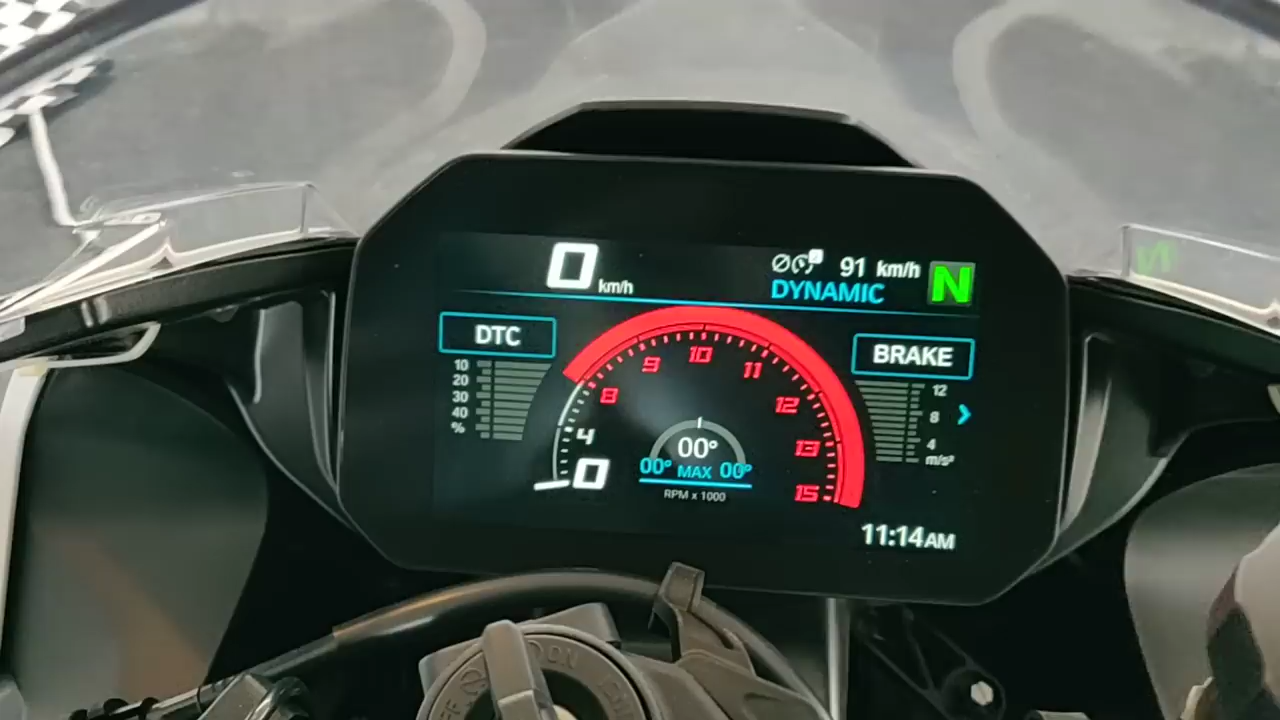 0 km/h
91 km/h
DYNAMIC
N
DTC
BRAKE
10
20
30
40
%
0
4
8
9
10
11
12
13
15
12
8
4
m/s²
00°
00° MAX 00°
RPM x 1000
11:14AM
ON